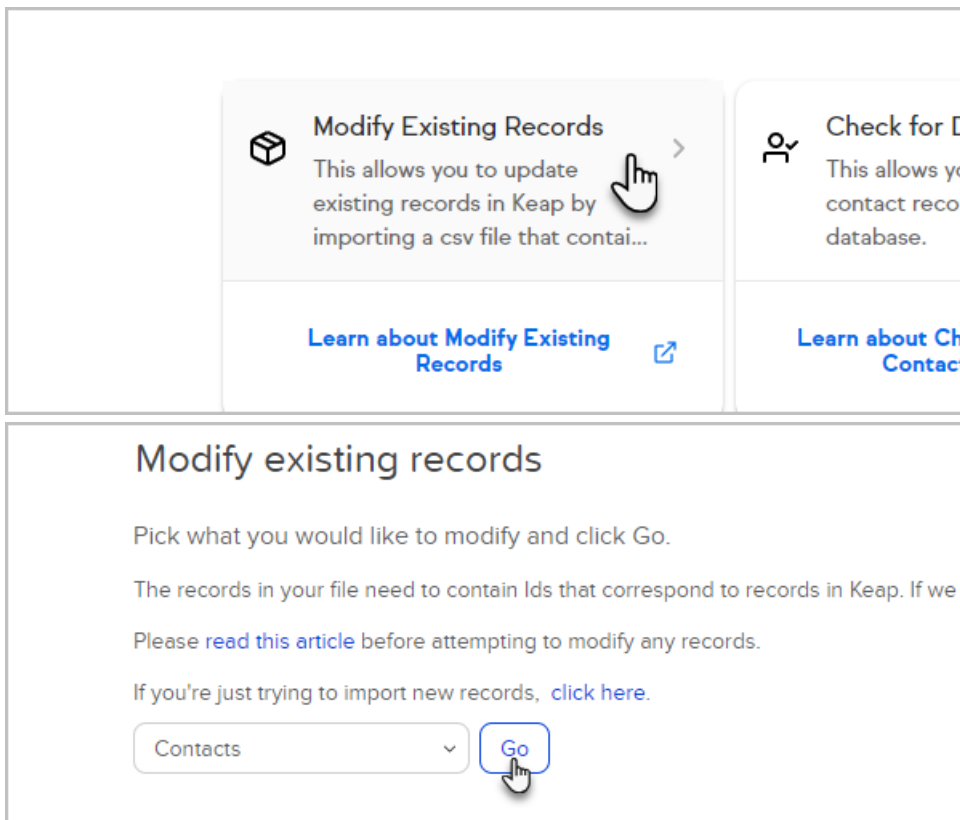 Modify Existing Records
This allows you to update
existing records in Keap by
importing a csv file that contai...
Learn about Modify Existing
Records
Check for
This allows
contact
database.
Learn about
Modify existing records
Pick what you would like to modify and click Go.
The records in your file need to contain Ids that correspond to records in Keap. If we
Please read this article before attempting to modify any records.
If you're just trying to import new records, click here.
Contacts
Go